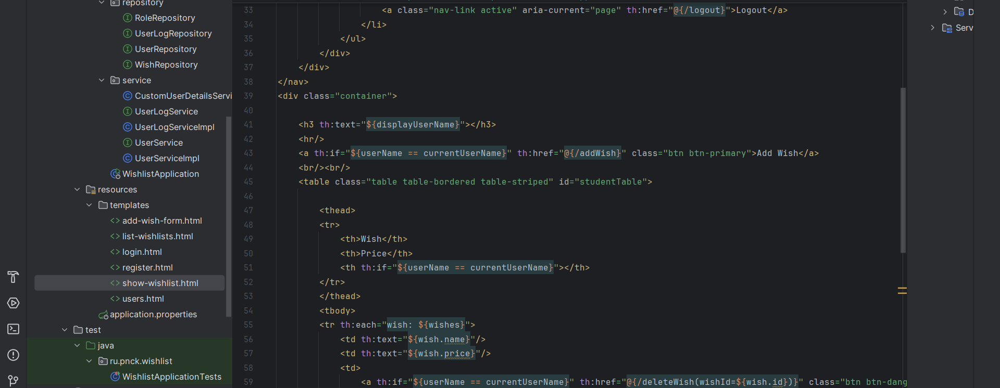 repository
RoleRepository
UserLogRepository
UserRepository
WishRepository
service
CustomUserDetailsServi
UserLogService
UserLogServiceImpl
UserService
UserServiceImpl
WishlistApplication
resources
templates
add-wish-form.html
list-wishlists.html
login.html
register.html
show-wishlist.html
users.html
application.properties
test
java
ru.pnck.wishlist
WishlistApplicationTests
33 <a class="nav-link active" aria-current="page" th:href="@{/logout}">Logout</a>
34 </li>
35 </ul>
36 </div>
37 </div>
38 </nav>
39 <div class="container">
40
41 <h3 th:text="${displayUserName}"></h3>
42 <hr/>
43 <a th:if="${userName == currentUserName}" th:href="@{/addWish}" class="btn btn-primary">Add Wish</a>
44 <br/><br/>
45 <table class="table table-bordered table-striped" id="studentTable">
46
47 <thead>
48 <tr>
49 <th>Wish</th>
50 <th>Price</th>
51 <th th:if="${userName == currentUserName}"></th>
52 </tr>
53 </thead>
54 <tbody>
55 <tr th:each="wish: ${wishes}">
56 <td th:text="${wish.name}"/>
57 <td th:text="${wish.price}"/>
58 <td>
59 <a th:if="${userName == currentUserName}" th:href="@{/deleteWish(wishId=${wish.id})}" class="btn btn-dang
D
Serv